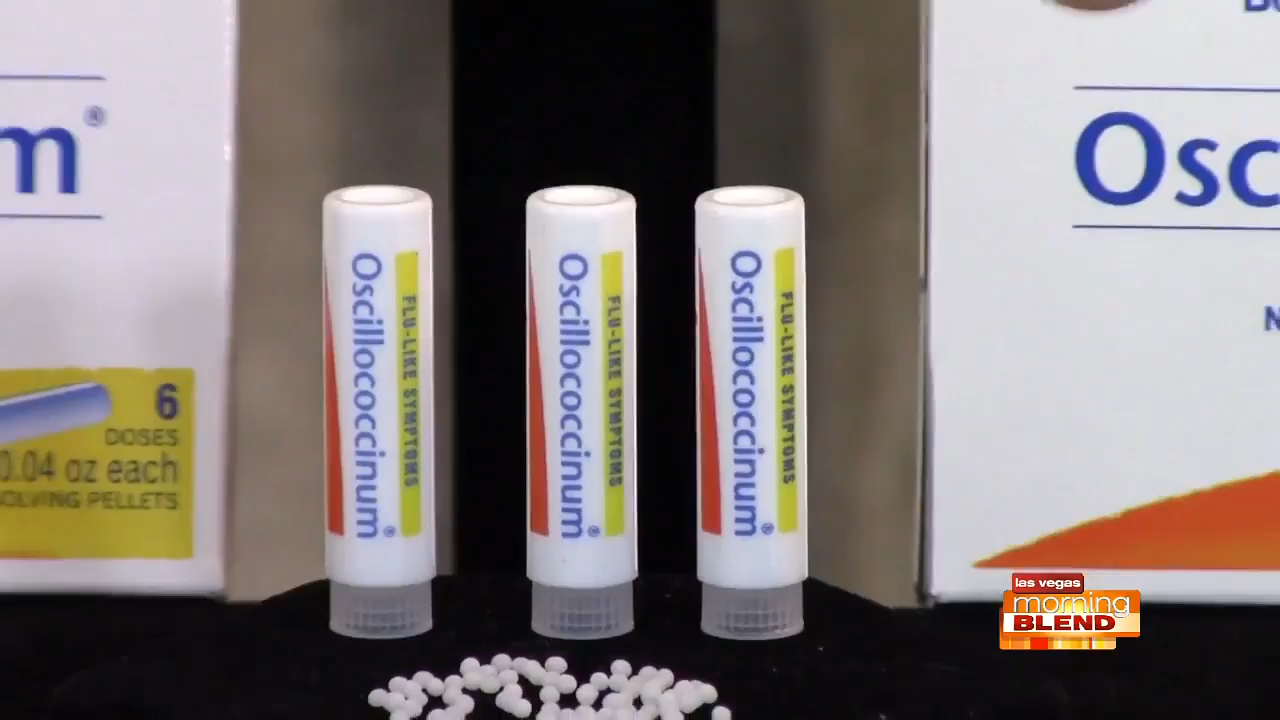 m®
6
DOSES
0.04 oz each
OLVING PELLETS
Oscillococcinum®
FLU-LIKE SYMPTOMS
Oscillococcinum®
FLU-LIKE SYMPTOMS
Oscillococcinum®
FLU-LIKE SYMPTOMS
Osc
N
las vegas
morning
BLEND